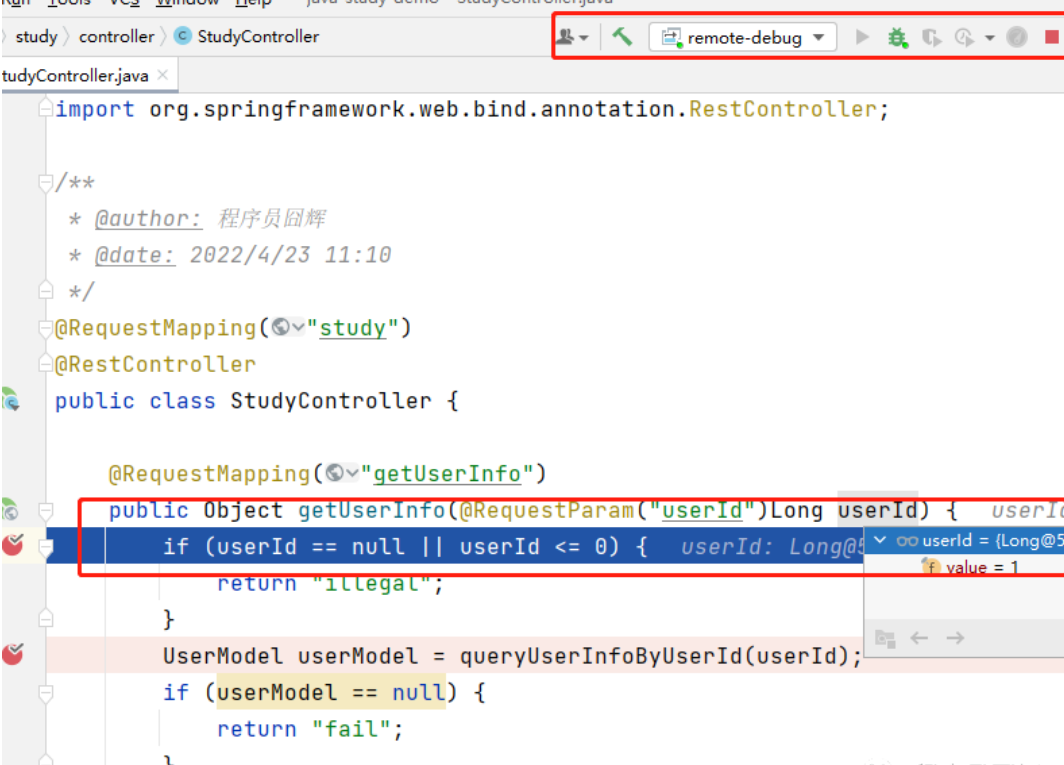 Run Tools VCS Window Help java-study-demo - StudyController.java
study controller StudyController remote-debug
tudyController.java
import org.springframework.web.bind.annotation.RestController;
/**
* @author: 程序员囧辉
* @date: 2022/4/23 11:10
*/
@RequestMapping("study")
@RestController
public class StudyController {
@RequestMapping("getUserInfo")
public Object getUserInfo(@RequestParam("userId")Long userId) { userId
if (userId == null || userId <= 0) { userId: Long@5
userId = {Long@5
return "illegal";
value = 1
}
UserModel userModel = queryUserInfoByUserId(userId);
if (userModel == null) {
return "fail";
}